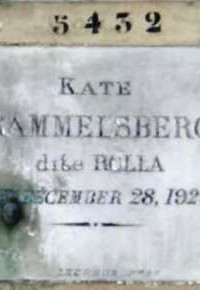 5432
KATE
RAMMELSBERG
dite ROLLA
DECEMBER 28, 192